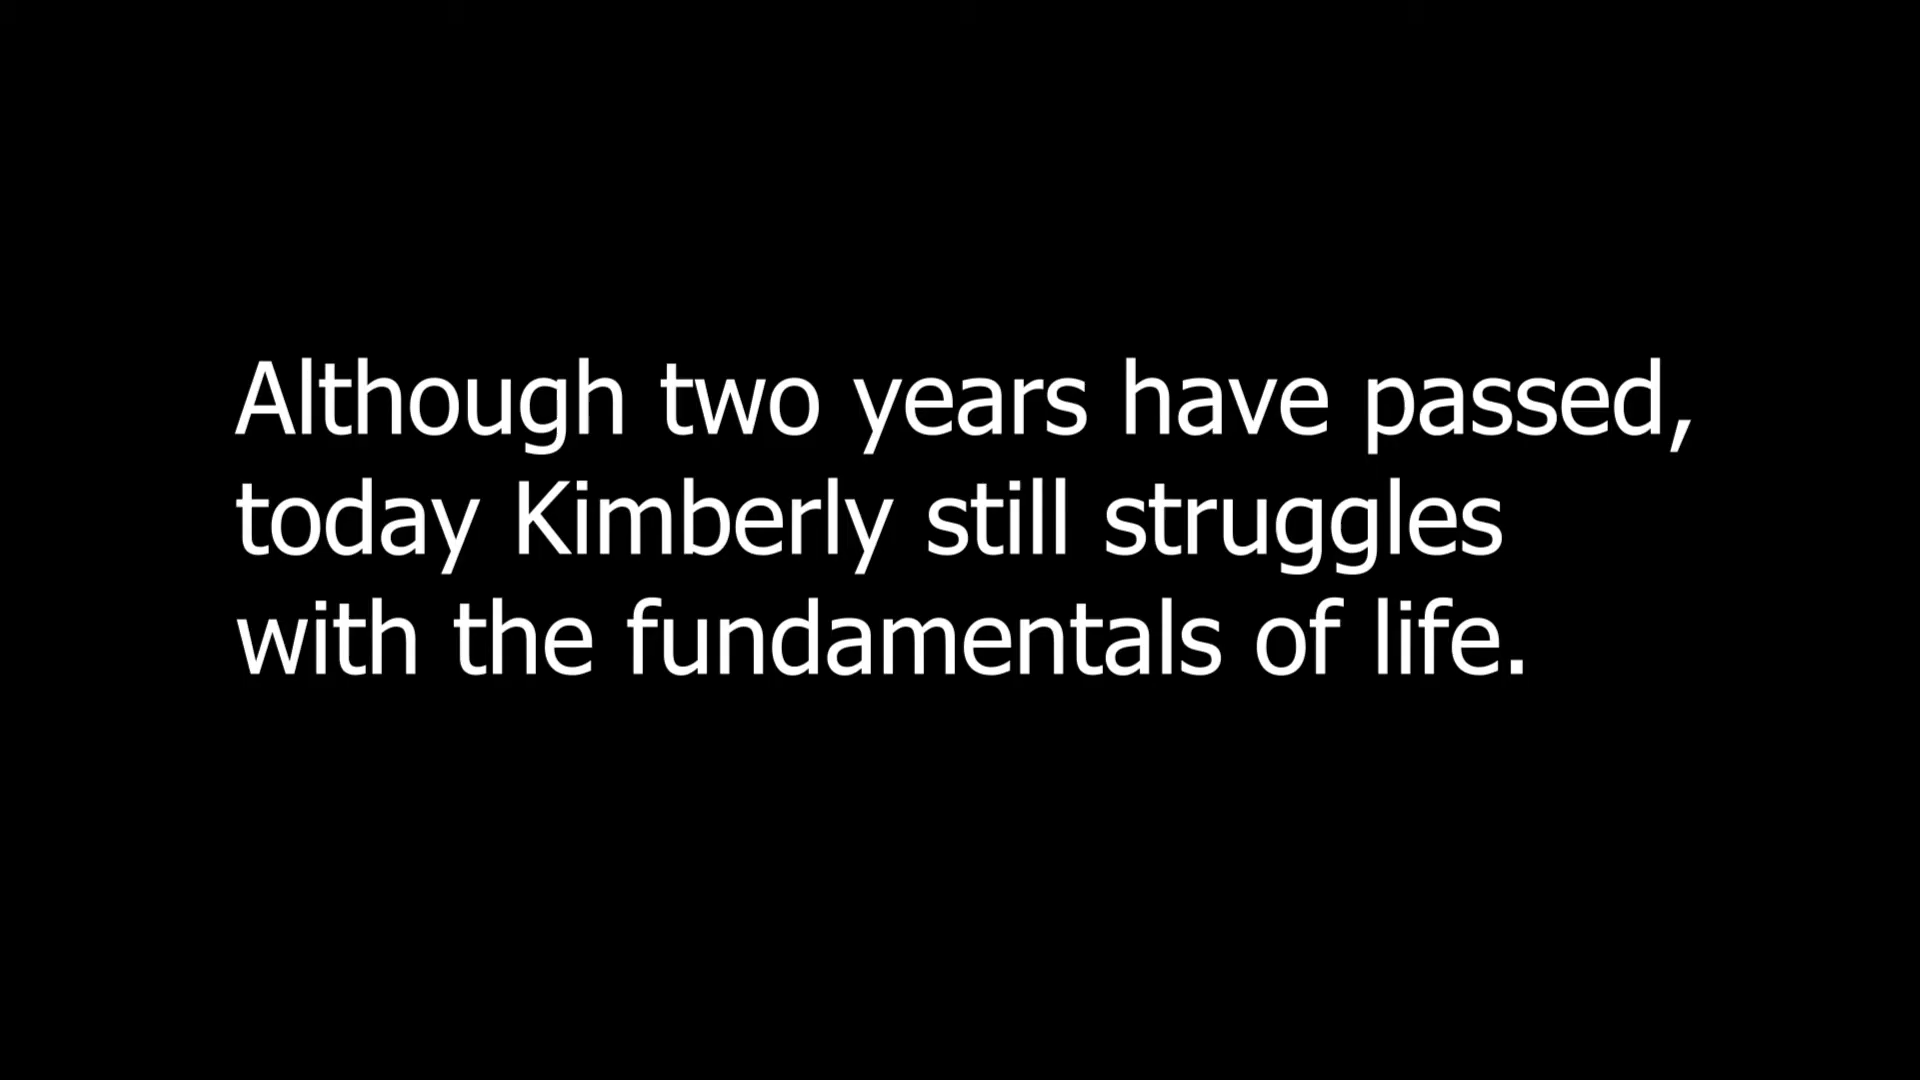 Although two years have passed,
today Kimberly still struggles
with the fundamentals of life.